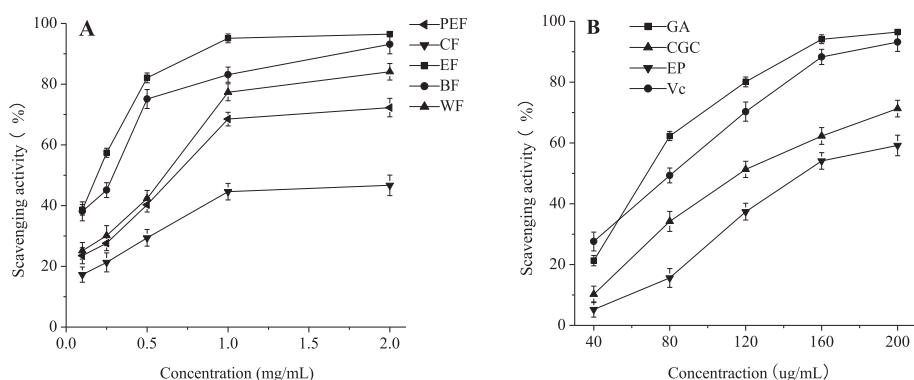 A
PEF
CF
EF
BF
WF
100
80
60
40
20
0
0.0 0.5 1.0 1.5 2.0
Scavenging activity（ %）
Concentration (mg/mL)
B
GA
CGC
EP
Vc
100
80
60
40
20
0
40 80 120 160 200
Scavenging activity（ %）
Concentraction（ug/mL）